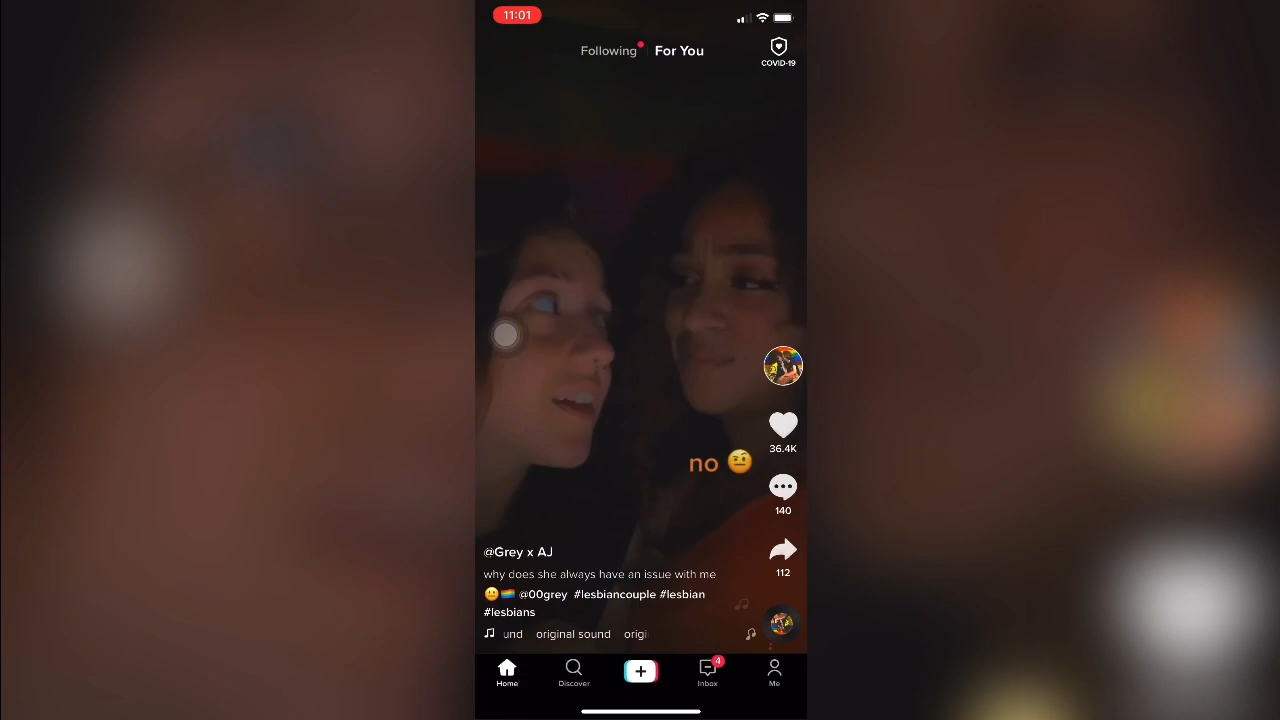 11:01
Following
For You
COVID-19
36.4K
no
140
@Grey x AJ
why does she always have an issue with me
112
@00grey #lesbiancouple #lesbian
#lesbians
und original sound origi
Home
Discover
4
Inbox
Me